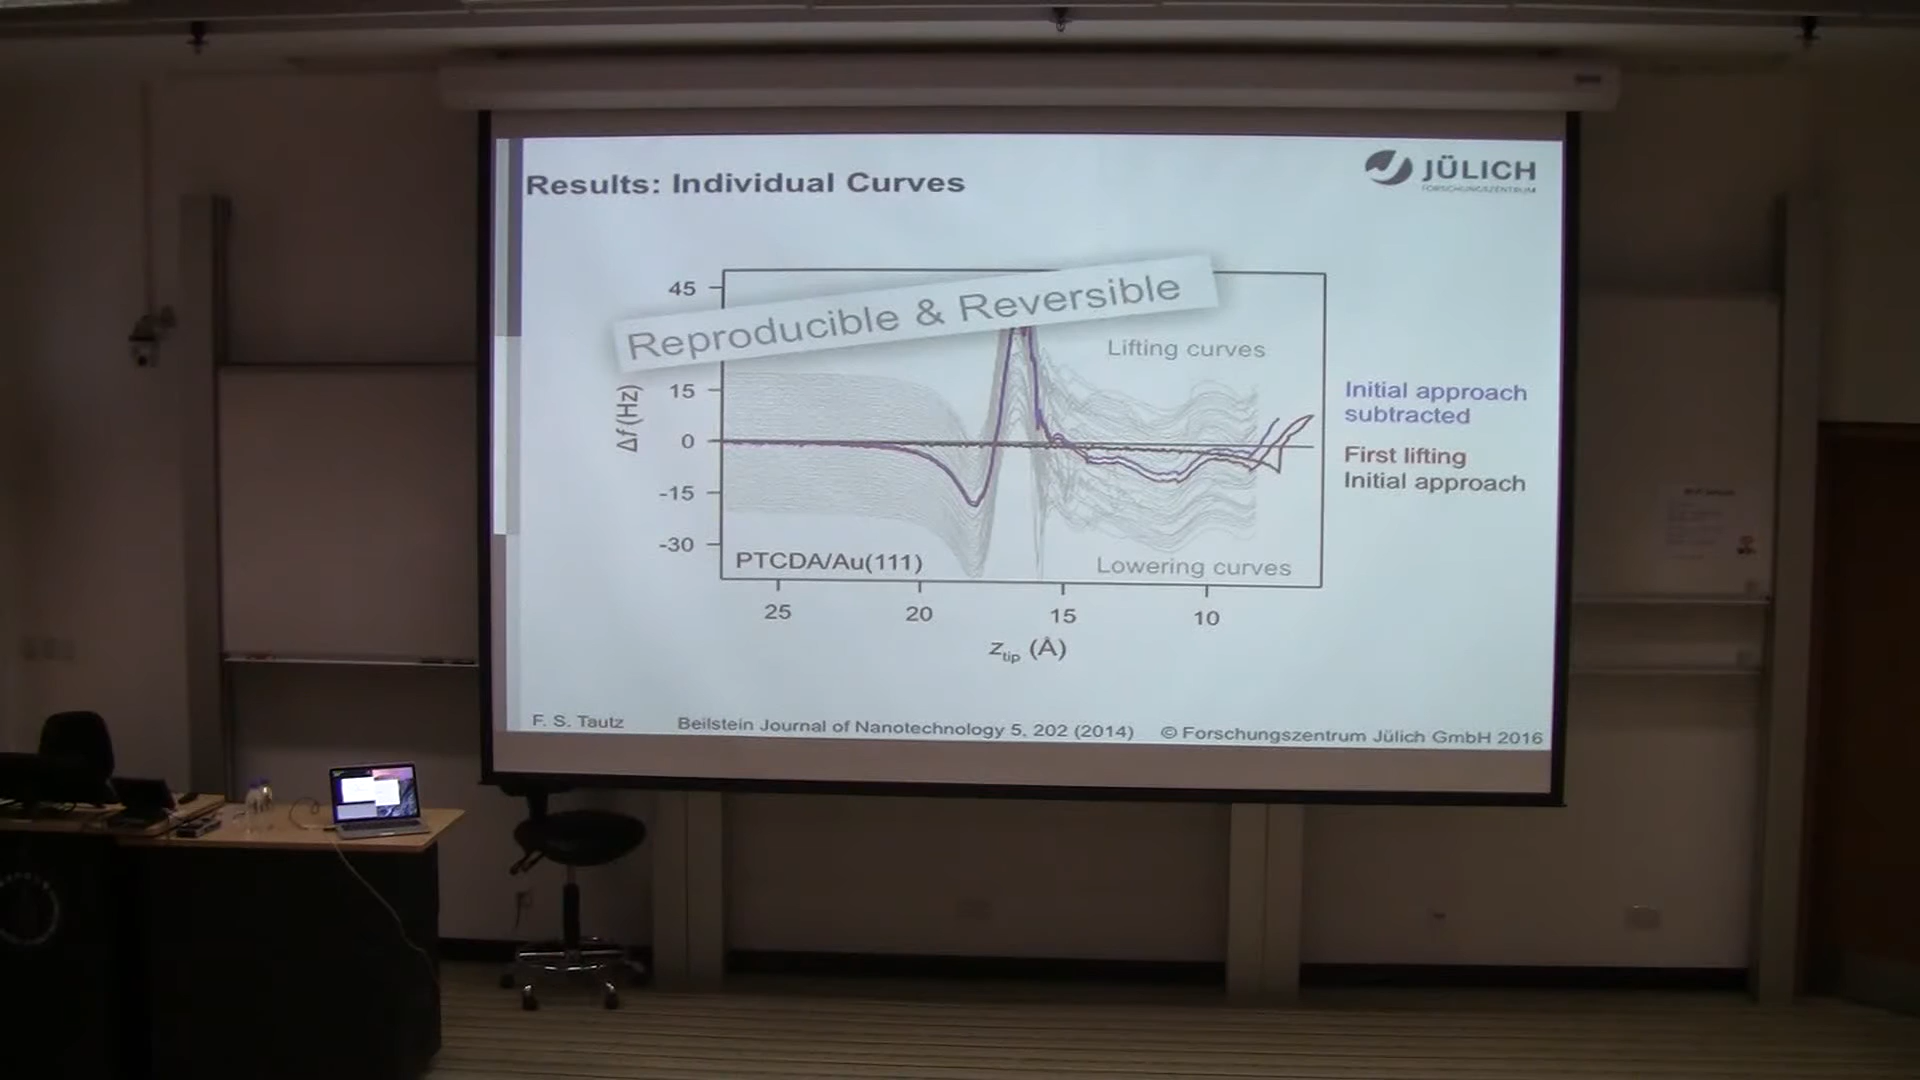 Results: Individual Curves
JÜLICH
FORSCHUNGSZENTRUM
45
Reproducible & Reversible
Lifting curves
15
0
-15
-30
Δf (Hz)
Initial approach
subtracted
First lifting
Initial approach
PTCDA/Au(111)
Lowering curves
25 20 15 10
z_tip (Å)
F. S. Tautz Beilstein Journal of Nanotechnology 5, 202 (2014) © Forschungszentrum Jülich GmbH 2016